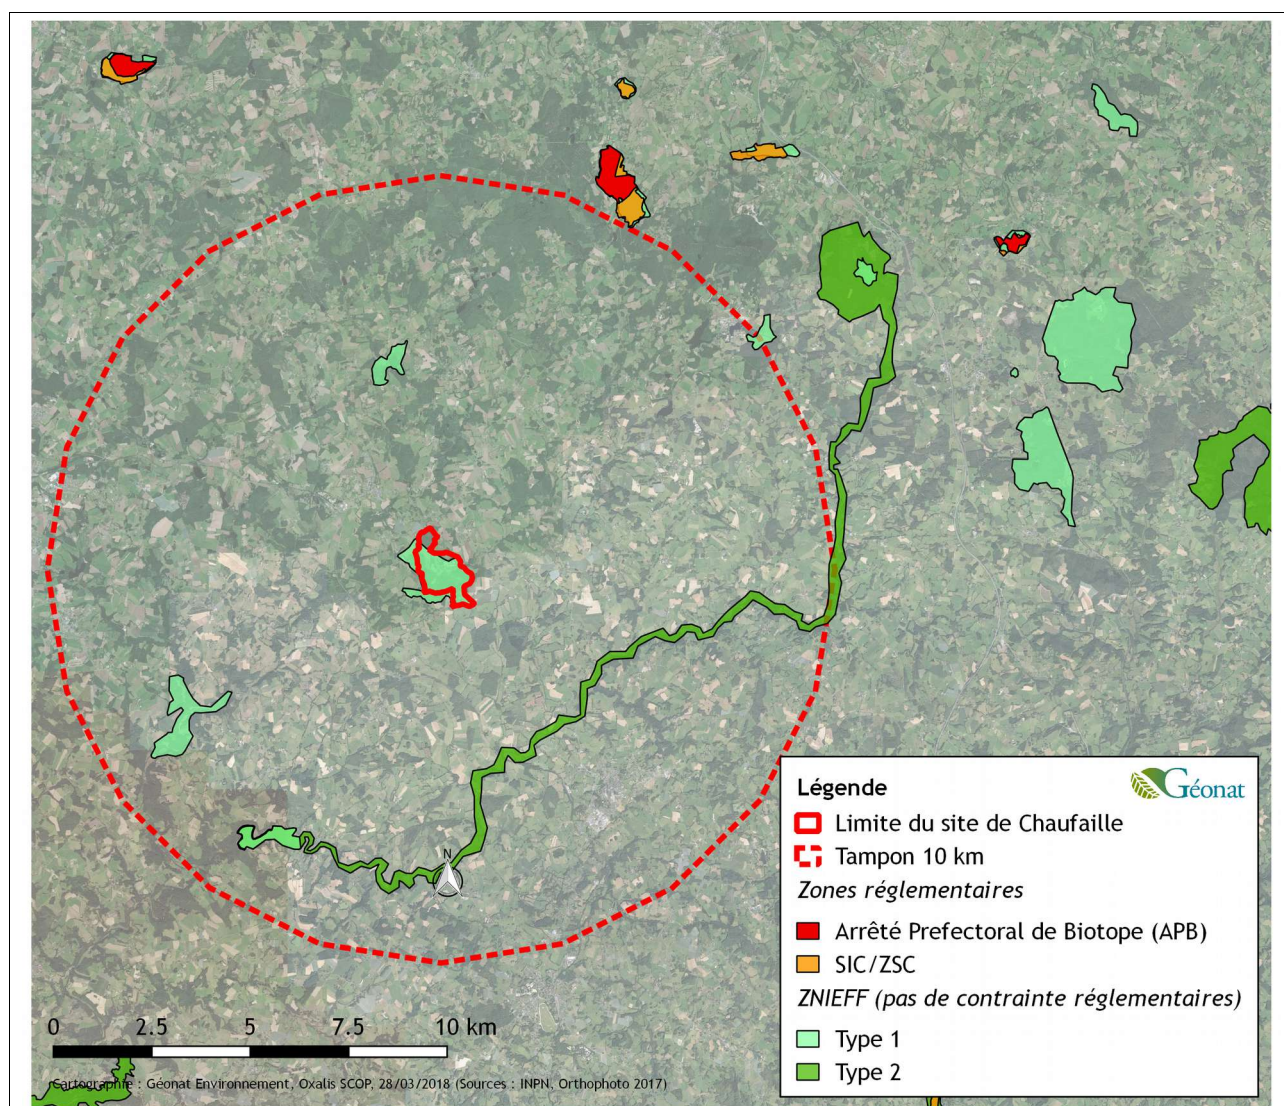 N
Légende
Géonat
Limite du site de Chaufaille
Tampon 10 km
Zones réglementaires
Arrêté Prefectoral de Biotope (APB)
SIC/ZSC
ZNIEFF (pas de contrainte réglementaires)
Type 1
Type 2
0 2.5 5 7.5 10 km
Cartographie : Géonat Environnement, Oxalis SCOP, 28/03/2018 (Sources : INPN, Orthophoto 2017)